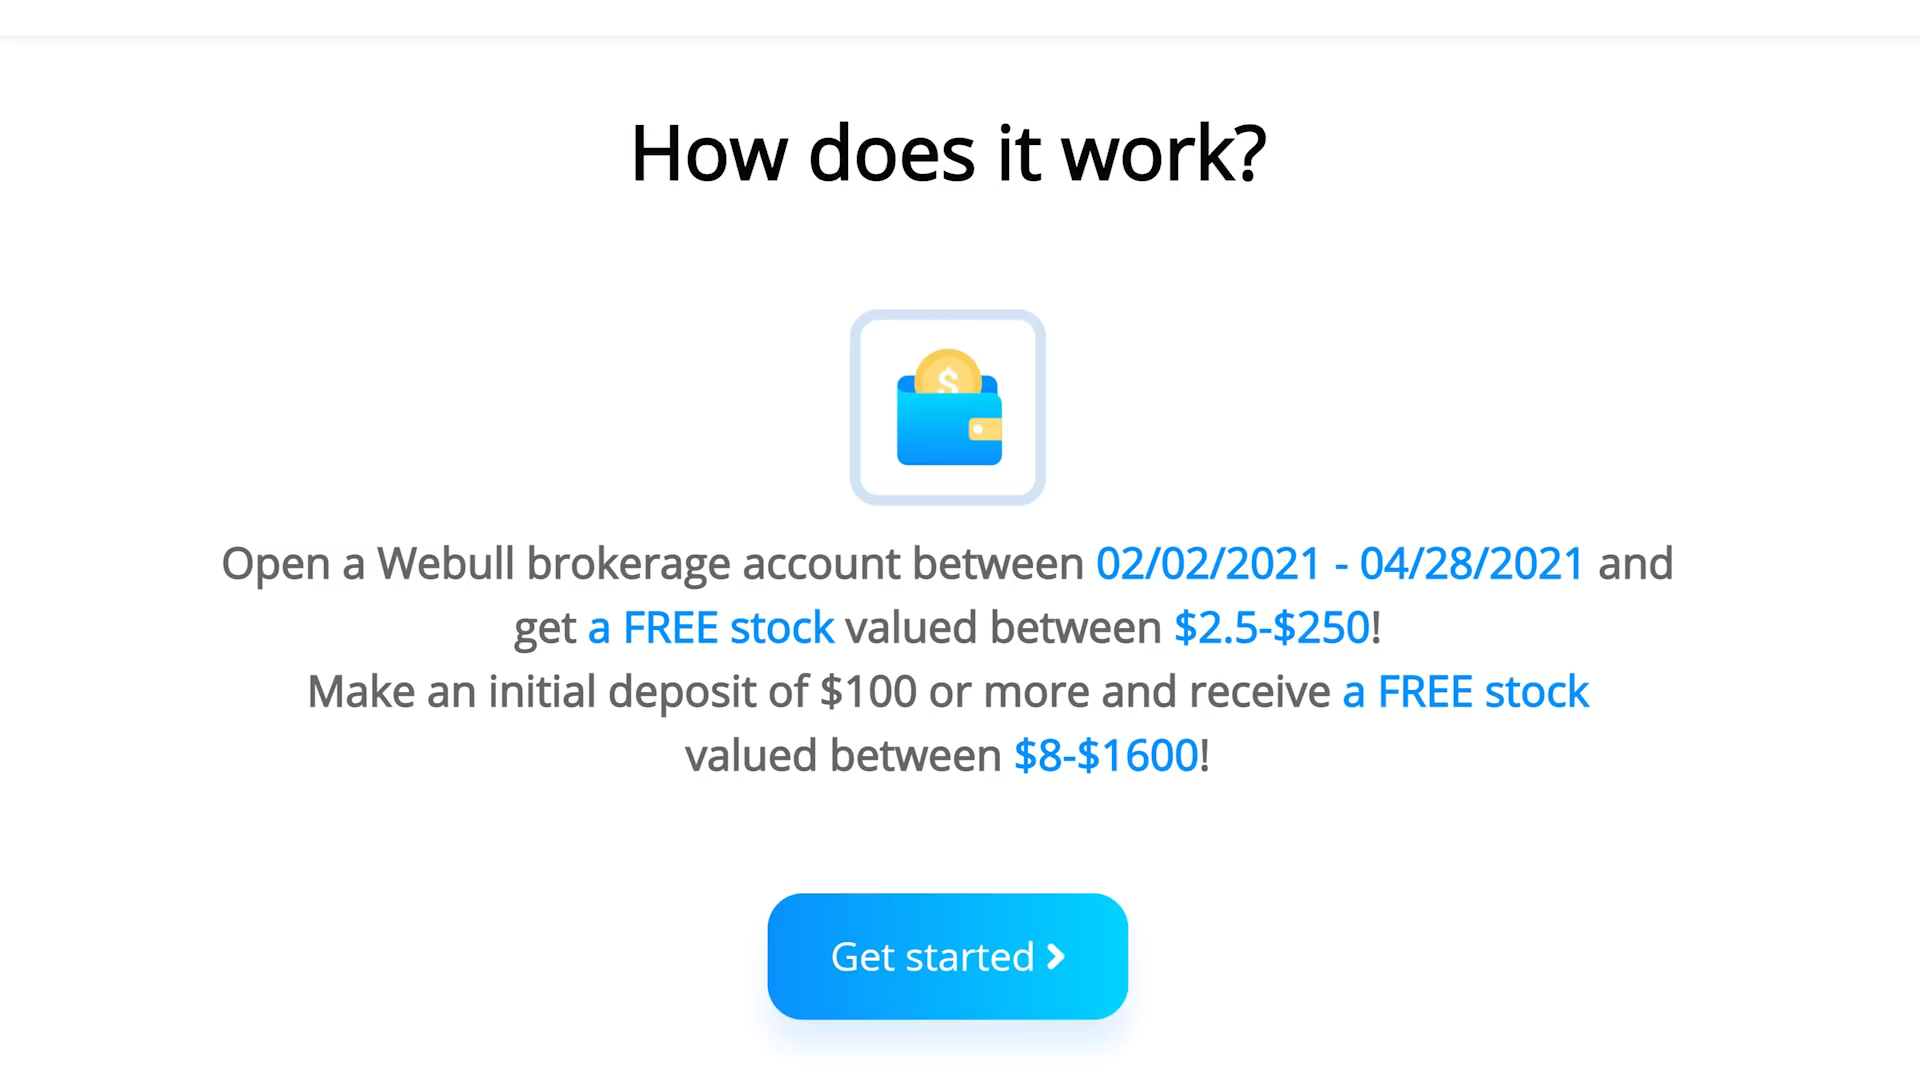 How does it work?
$
Open a Webull brokerage account between 02/02/2021 - 04/28/2021 and
get a FREE stock valued between $2.5-$250!
Make an initial deposit of $100 or more and receive a FREE stock
valued between $8-$1600!
Get started